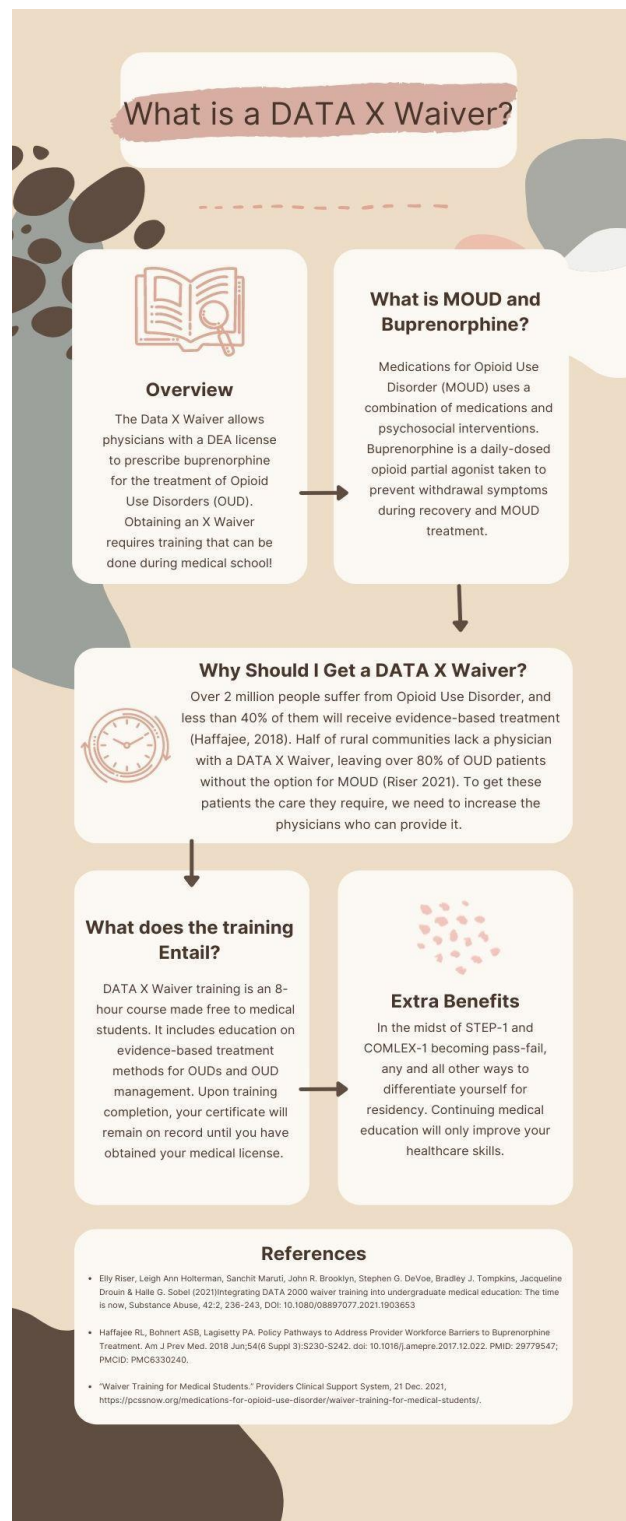 What is a DATA X Waiver?
Overview
The Data X Waiver allows
physicians with a DEA license
to prescribe buprenorphine
for the treatment of Opioid
Use Disorders (OUD).
Obtaining an X Waiver
requires training that can be
done during medical school!
What is MOUD and
Buprenorphine?
Medications for Opioid Use
Disorder (MOUD) uses a
combination of medications and
psychosocial interventions.
Buprenorphine is a daily-dosed
opioid partial agonist taken to
prevent withdrawal symptoms
during recovery and MOUD
treatment.
Why Should I Get a DATA X Waiver?
Over 2 million people suffer from Opioid Use Disorder, and
less than 40% of them will receive evidence-based treatment
(Haffajee, 2018). Half of rural communities lack a physician
with a DATA X Waiver, leaving over 80% of OUD patients
without the option for MOUD (Riser 2021). To get these
patients the care they require, we need to increase the
physicians who can provide it.
What does the training
Entail?
DATA X Waiver training is an 8-
hour course made free to medical
students. It includes education on
evidence-based treatment
methods for OUDs and OUD
management. Upon training
completion, your certificate will
remain on record until you have
obtained your medical license.
Extra Benefits
In the midst of STEP-1 and
COMLEX-1 becoming pass-fail,
any and all other ways to
differentiate yourself for
residency. Continuing medical
education will only improve your
healthcare skills.
References
• Elly Riser, Leigh Ann Holterman, Sanchit Maruti, John R. Brooklyn, Stephen G. DeVoe, Bradley J. Tompkins, Jacqueline
Drouin & Halle G. Sobel (2021)Integrating DATA 2000 waiver training into undergraduate medical education: The time
is now, Substance Abuse, 42:2, 236-243, DOI: 10.1080/08897077.2021.1903653
• Haffajee RL, Bohnert ASB, Lagisetty PA. Policy Pathways to Address Provider Workforce Barriers to Buprenorphine
Treatment. Am J Prev Med. 2018 Jun;54(6 Suppl 3):S230-S242. doi: 10.1016/j.amepre.2017.12.022. PMID: 29779547;
PMCID: PMC6330240.
• "Waiver Training for Medical Students." Providers Clinical Support System, 21 Dec. 2021,
https://pcssnow.org/medications-for-opioid-use-disorder/waiver-training-for-medical-students/.